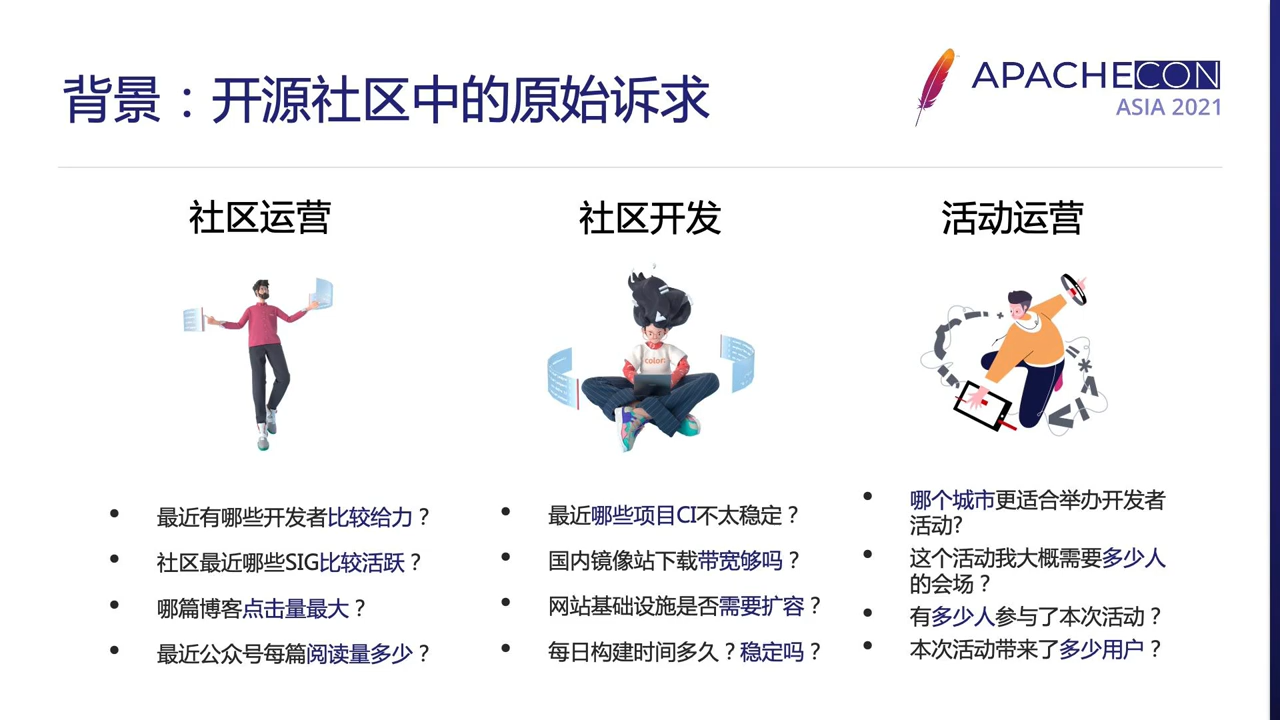 背景：开源社区中的原始诉求
APACHECON
ASIA 2021
社区运营
最近有哪些开发者比较给力？
社区最近哪些SIG比较活跃？
哪篇博客点击量最大？
最近公众号每篇阅读量多少？
社区开发
color
最近哪些项目CI不太稳定？
国内镜像站下载带宽够吗？
网站基础设施是否需要扩容？
每日构建时间多久？稳定吗？
活动运营
哪个城市更适合举办开发者
活动?
这个活动我大概需要多少人
的会场？
有多少人参与了本次活动？
本次活动带来了多少用户？